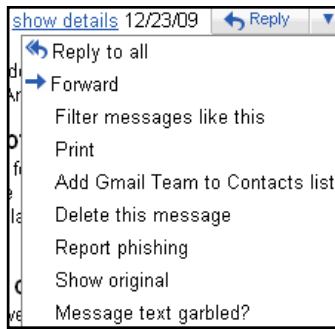 show details 12/23/09 Reply
Reply to all
Forward
Filter messages like this
Print
Add Gmail Team to Contacts list
Delete this message
Report phishing
Show original
Message text garbled?